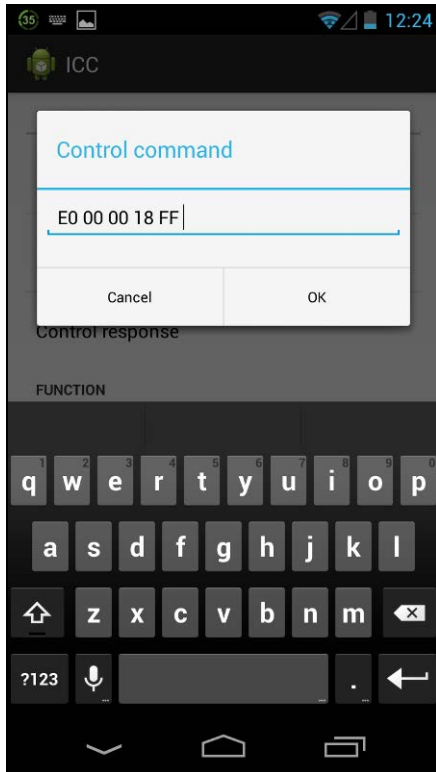 35 12:24
ICC
Control command
E0 00 00 18 FF
Cancel OK
Control response
FUNCTION
1 2 3 4 5 6 7 8 9 0
q w e r t y u i o p
a s d f g h j k l
z x c v b n m
?123 . ...